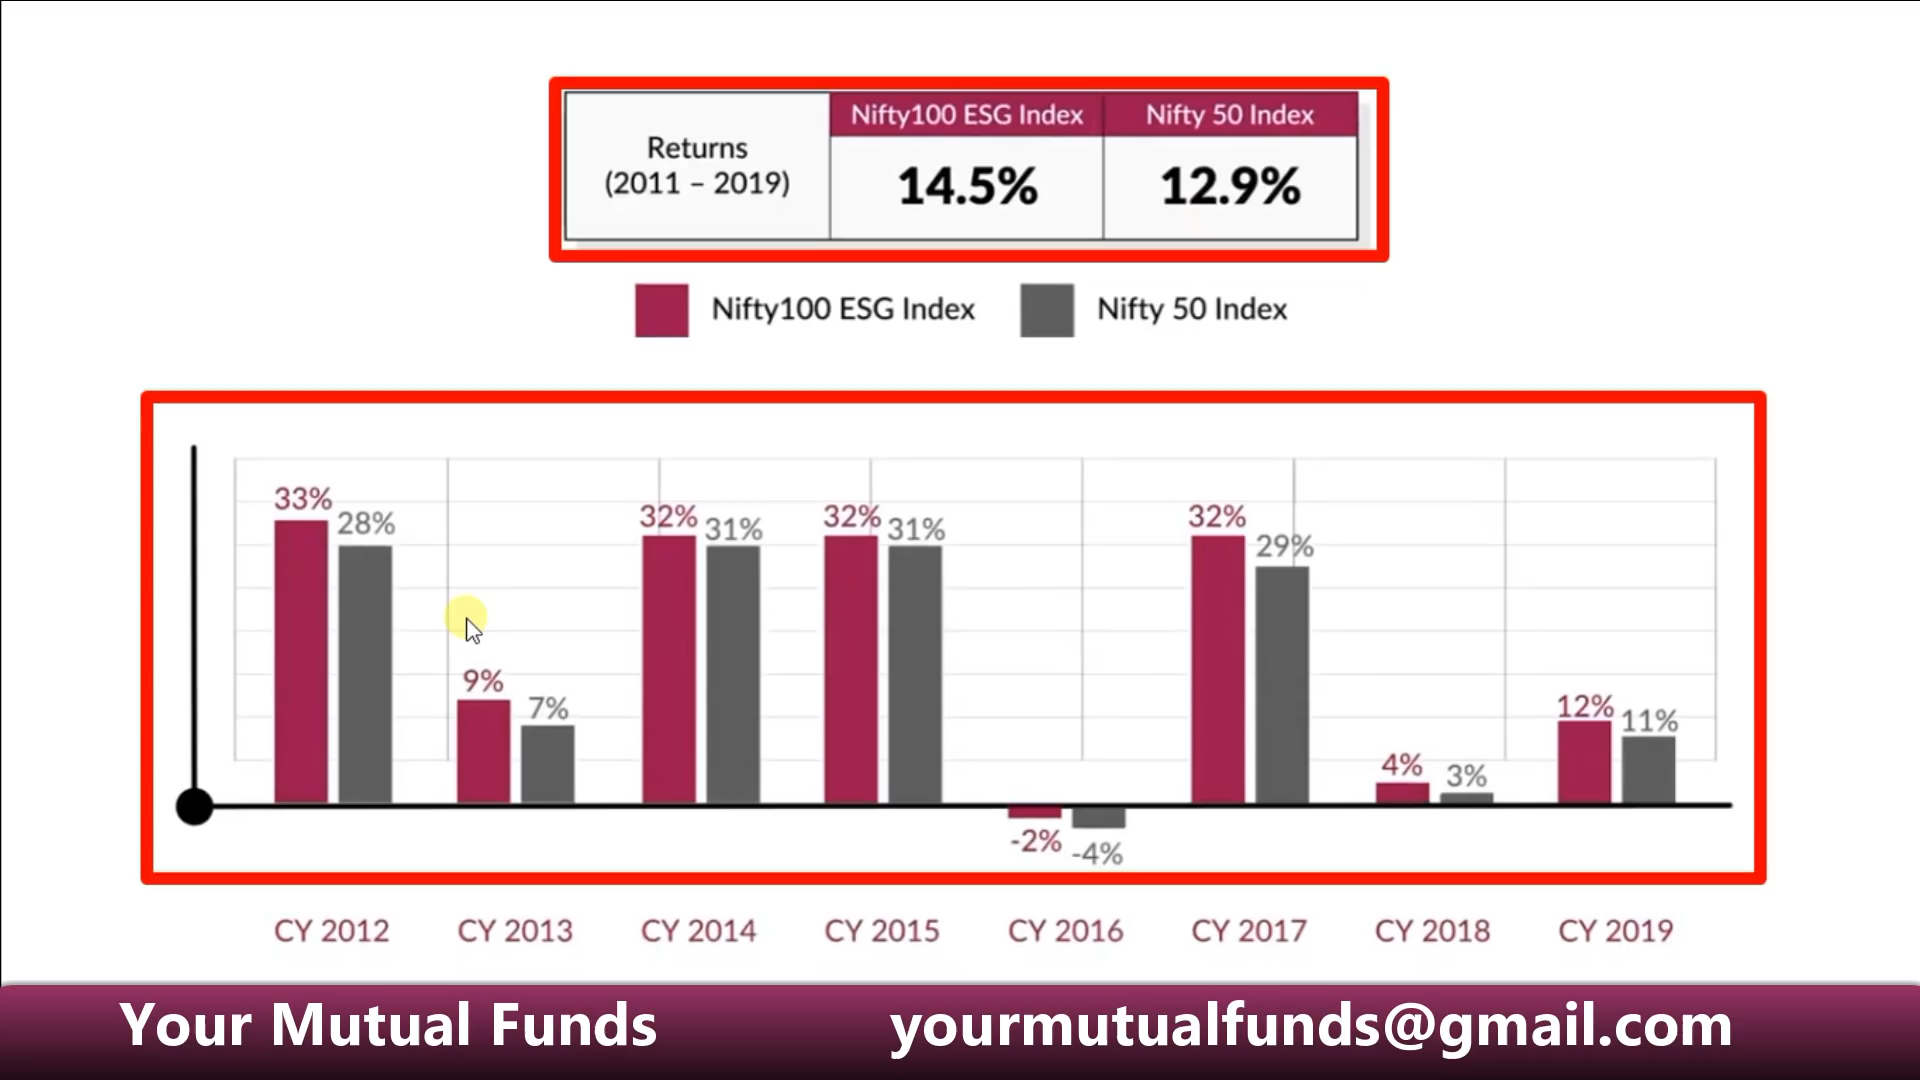 Nifty100 ESG Index Nifty 50 Index
Returns
(2011 – 2019)
14.5% 12.9%
Nifty100 ESG Index Nifty 50 Index
33% 28% 9% 7% 32% 31% 32% 31% -2% -4% 32% 29% 4% 3% 12% 11%
CY 2012 CY 2013 CY 2014 CY 2015 CY 2016 CY 2017 CY 2018 CY 2019
Your Mutual Funds yourmutualfunds@gmail.com